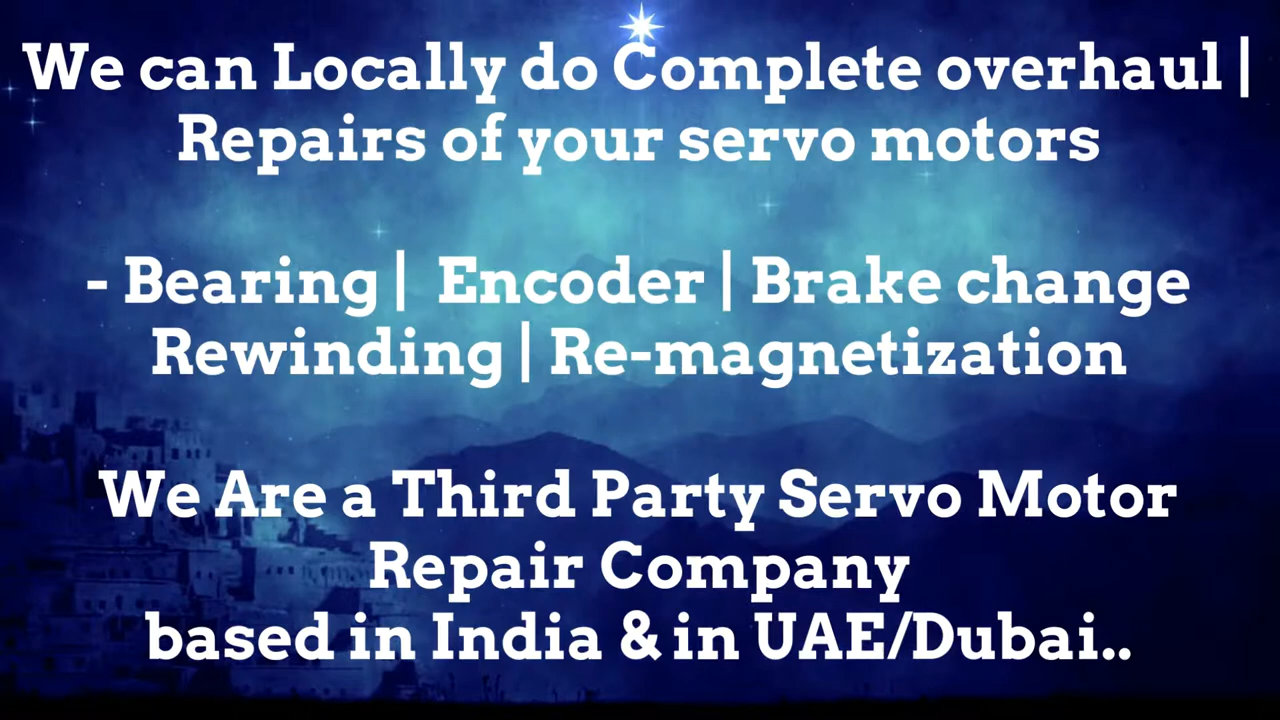 We can Locally do Complete overhaul |
Repairs of your servo motors
- Bearing | Encoder | Brake change
Rewinding | Re-magnetization
We Are a Third Party Servo Motor
Repair Company
based in India & in UAE/Dubai..